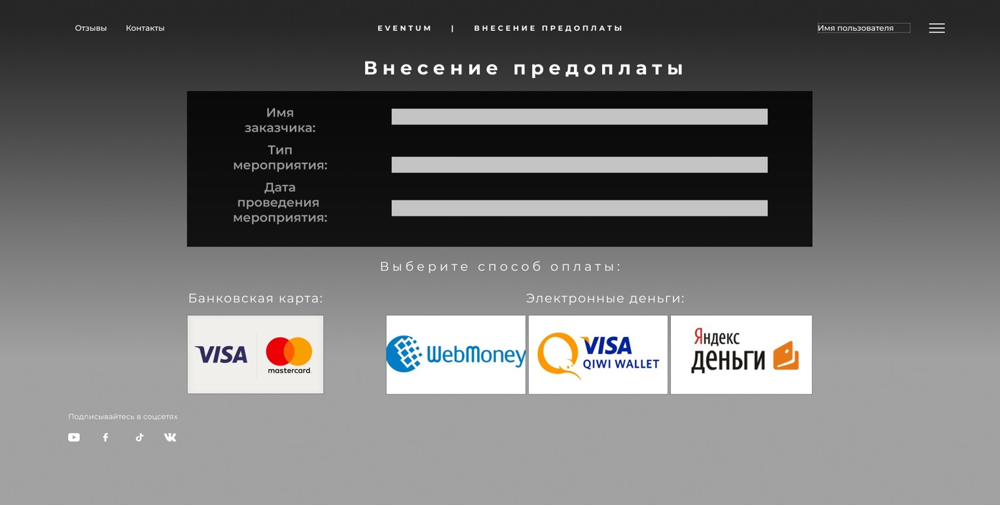 Отзывы
Контакты
EVENTUM | ВНЕСЕНИЕ ПРЕДОПЛАТЫ
Имя пользователя
Внесение предоплаты
Имя
заказчика:
Тип
мероприятия:
Дата
проведения
мероприятия:
Выберите способ оплаты:
Банковская карта:
Электронные деньги:
VISA
mastercard.
WebMoney
VISA
QIWI WALLET
Яндекс
деньги
Подписывайтесь в соцсетях